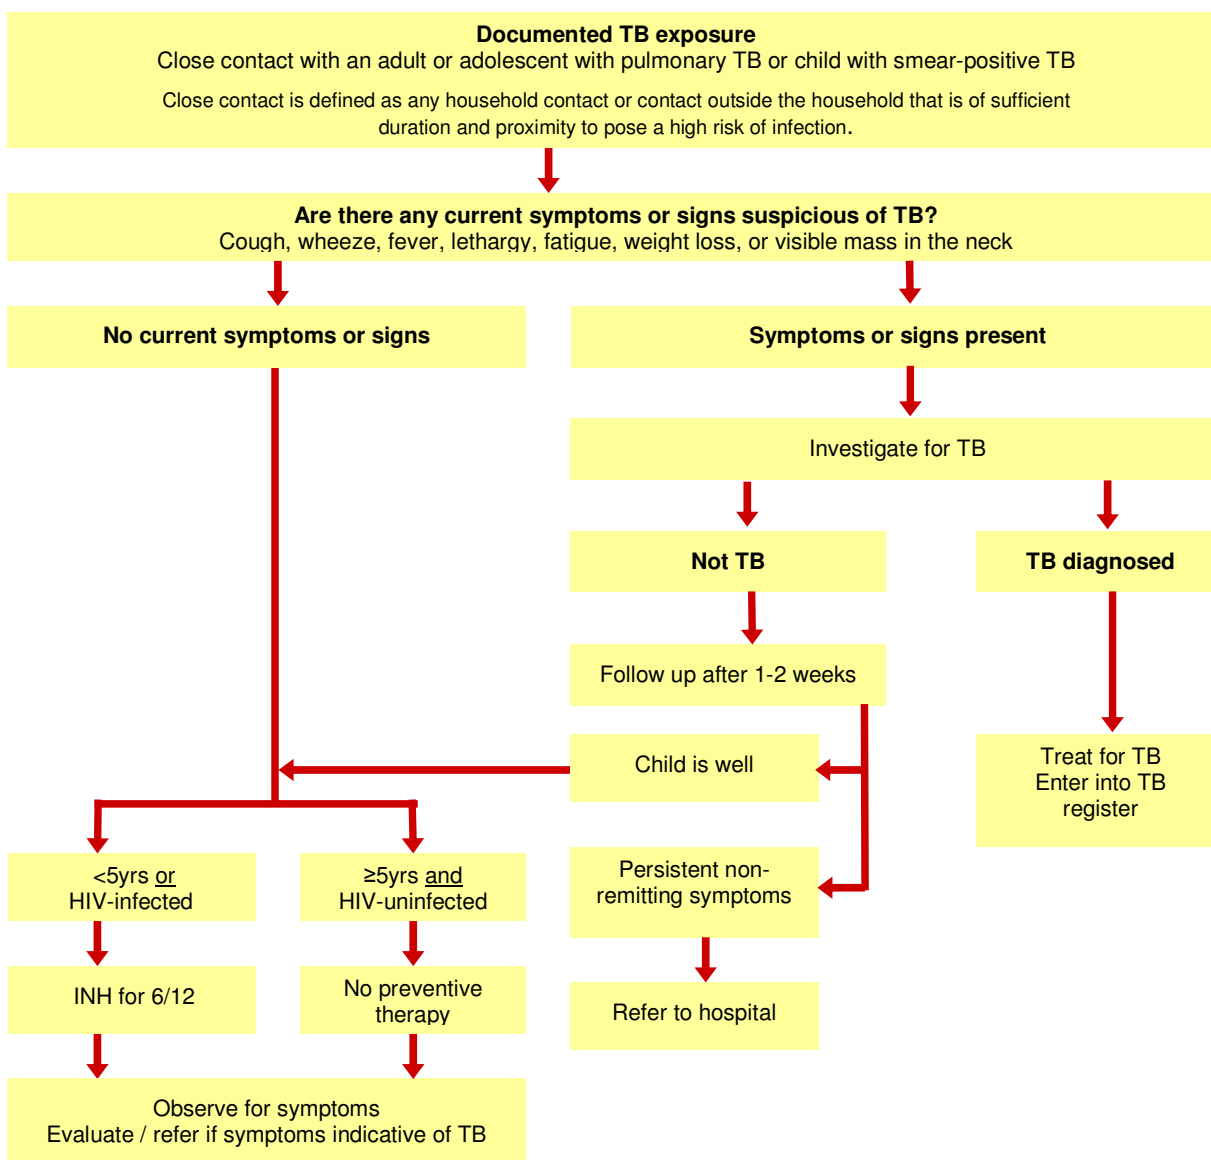 Documented TB exposure
Close contact with an adult or adolescent with pulmonary TB or child with smear-positive TB
Close contact is defined as any household contact or contact outside the household that is of sufficient
duration and proximity to pose a high risk of infection.
Are there any current symptoms or signs suspicious of TB?
Cough, wheeze, fever, lethargy, fatigue, weight loss, or visible mass in the neck
No current symptoms or signs
Symptoms or signs present
Investigate for TB
Not TB
TB diagnosed
Follow up after 1-2 weeks
Child is well
Treat for TB
Enter into TB
register
<5yrs or
HIV-infected
≥5yrs and
HIV-uninfected
Persistent non-
remitting symptoms
INH for 6/12
No preventive
therapy
Refer to hospital
Observe for symptoms
Evaluate / refer if symptoms indicative of TB